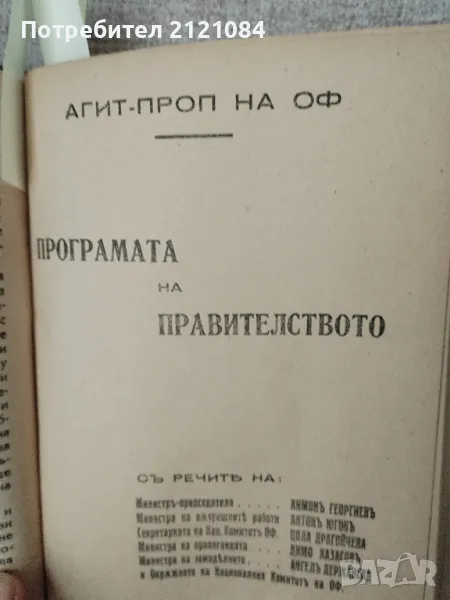 Потребител 2121084
АГИТ-ПРОП НА ОФ
ПРОГРАМАТА
НА
ПРАВИТЕЛСТВОТО
СЪ РЕЧИТѢ НА:
Министъръ-председателя . . . . . КИМОНЪ ГЕОРГИЕВЪ
Министра на вътрешнитѣ работи АНТОНЪ ЮГОВЪ
Секретарката на Нац. Комитетъ ОФ. ЦОЛА ДРАГОЙЧЕВА
Министра на пропагандата . . . . ДИМО КАЗАСОВЪ
Министра на земеделието . . . . АНГЕЛЪ
и Окръжното на Националния Комитетъ на ОФ.
BAZAR